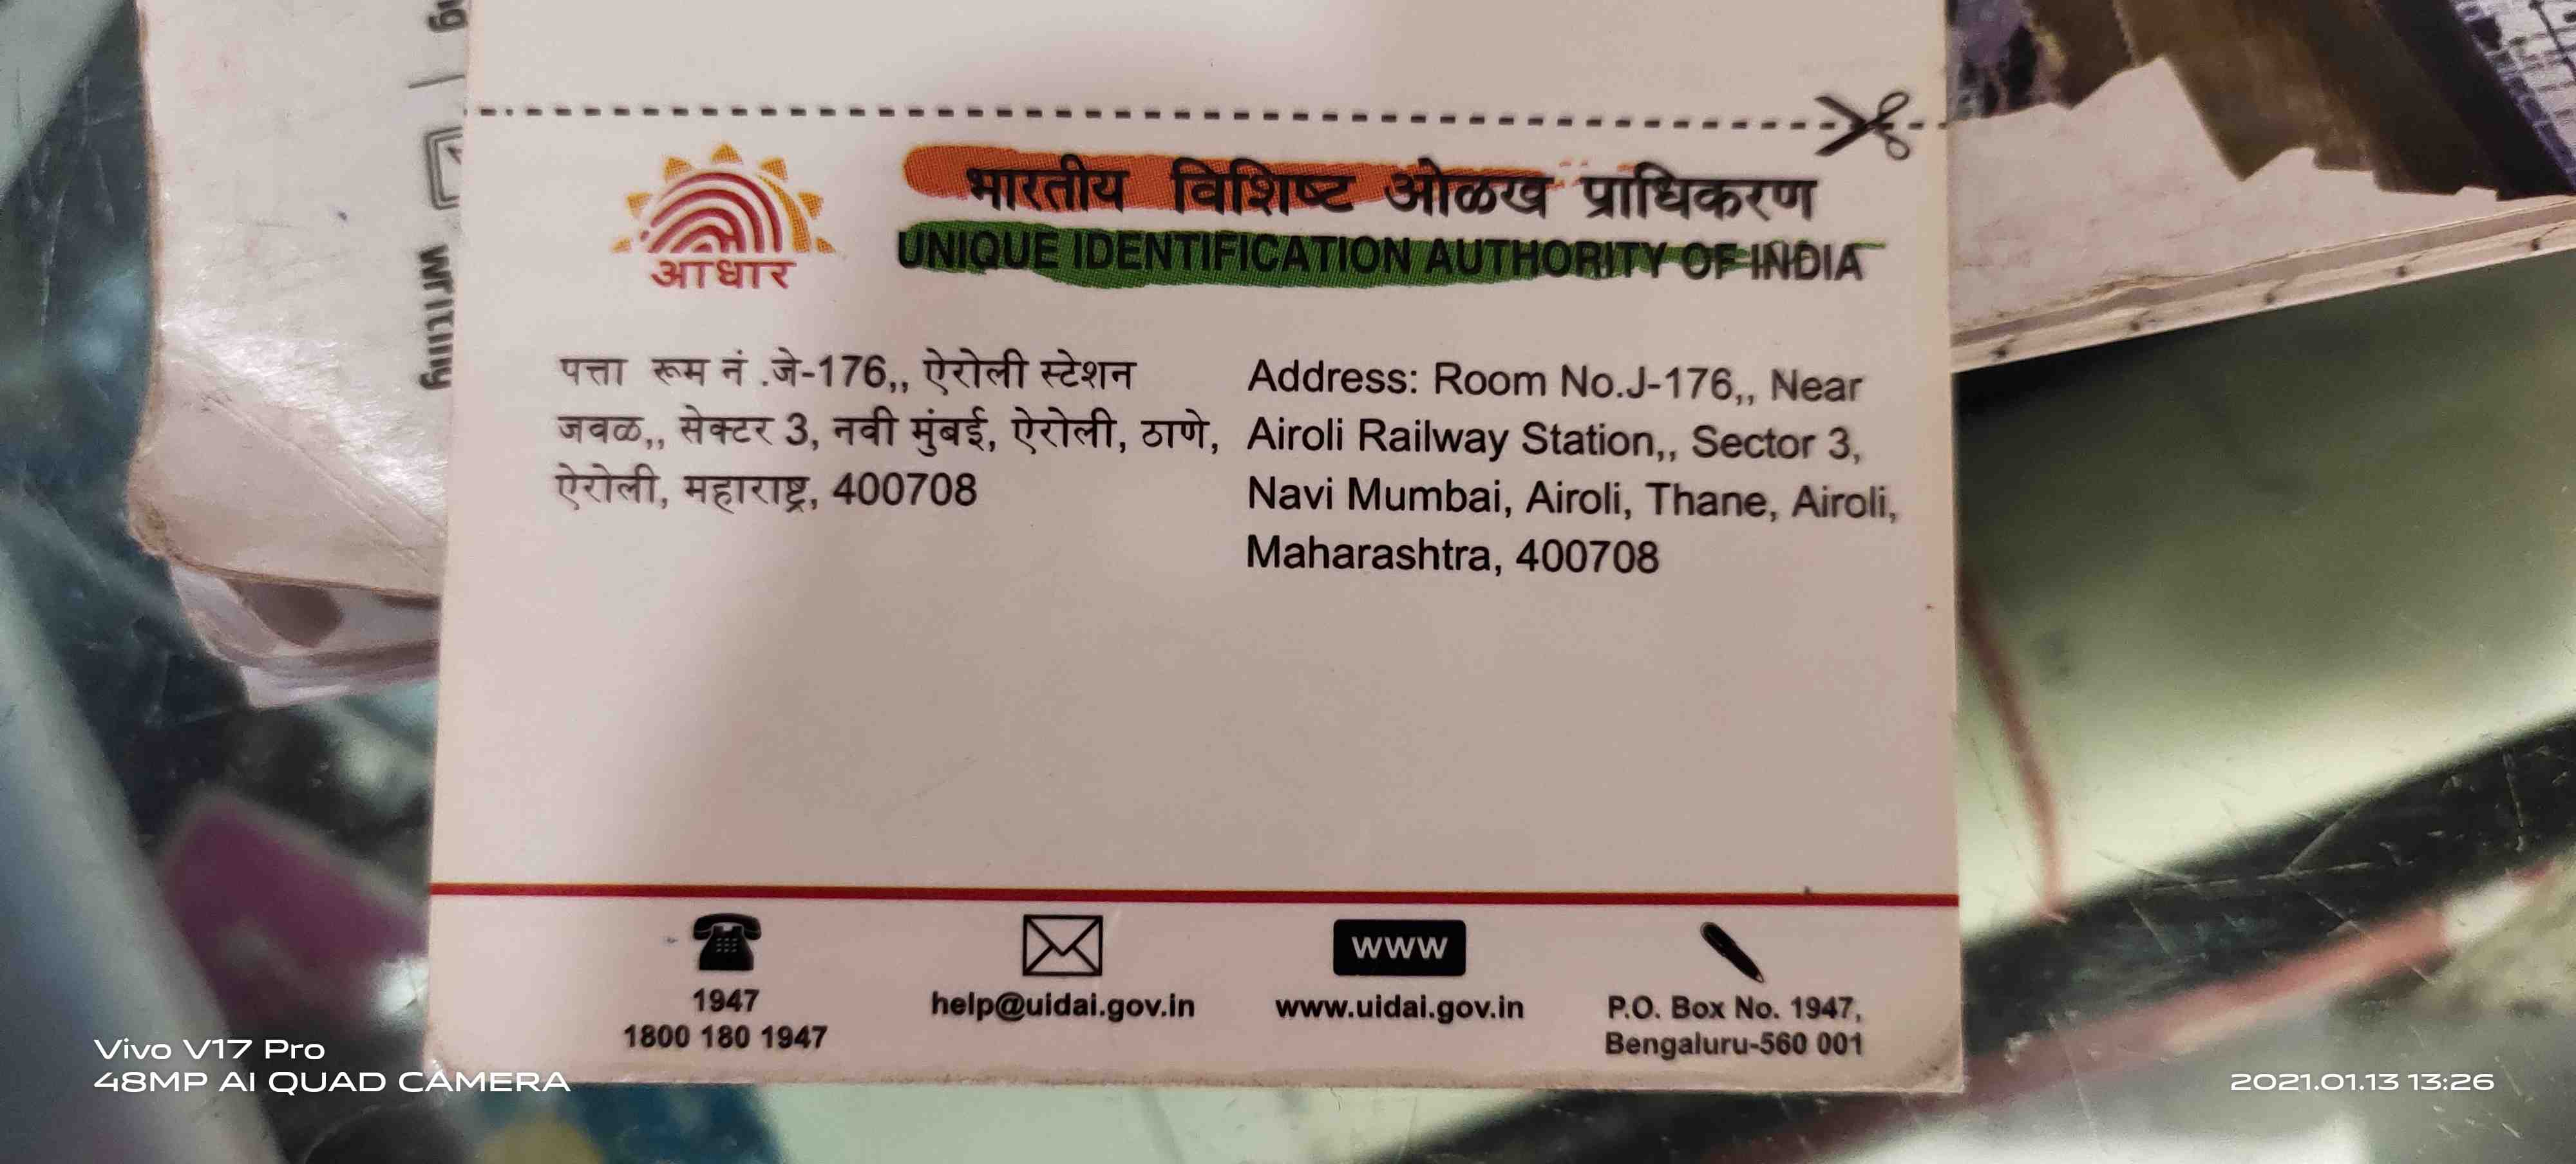 भारतीय विशिष्ट ओळख प्राधिकरण
UNIQUE IDENTIFICATION AUTHORITY OF INDIA
आधार
पत्ता रूम नं .जे-176,, ऐरोली स्टेशन
जवळ,, सेक्टर 3, नवी मुंबई, ऐरोली, ठाणे,
ऐरोली, महाराष्ट्र, 400708
Address: Room No.J-176,, Near
Airoli Railway Station,, Sector 3,
Navi Mumbai, Airoli, Thane, Airoli,
Maharashtra, 400708
1947
1800 180 1947
help@uidai.gov.in
www
www.uidai.gov.in
P.O. Box No. 1947,
Bengaluru-560 001
writing
Vivo V17 Pro
48MP AI QUAD CAMERA
2021.01.13 13:26